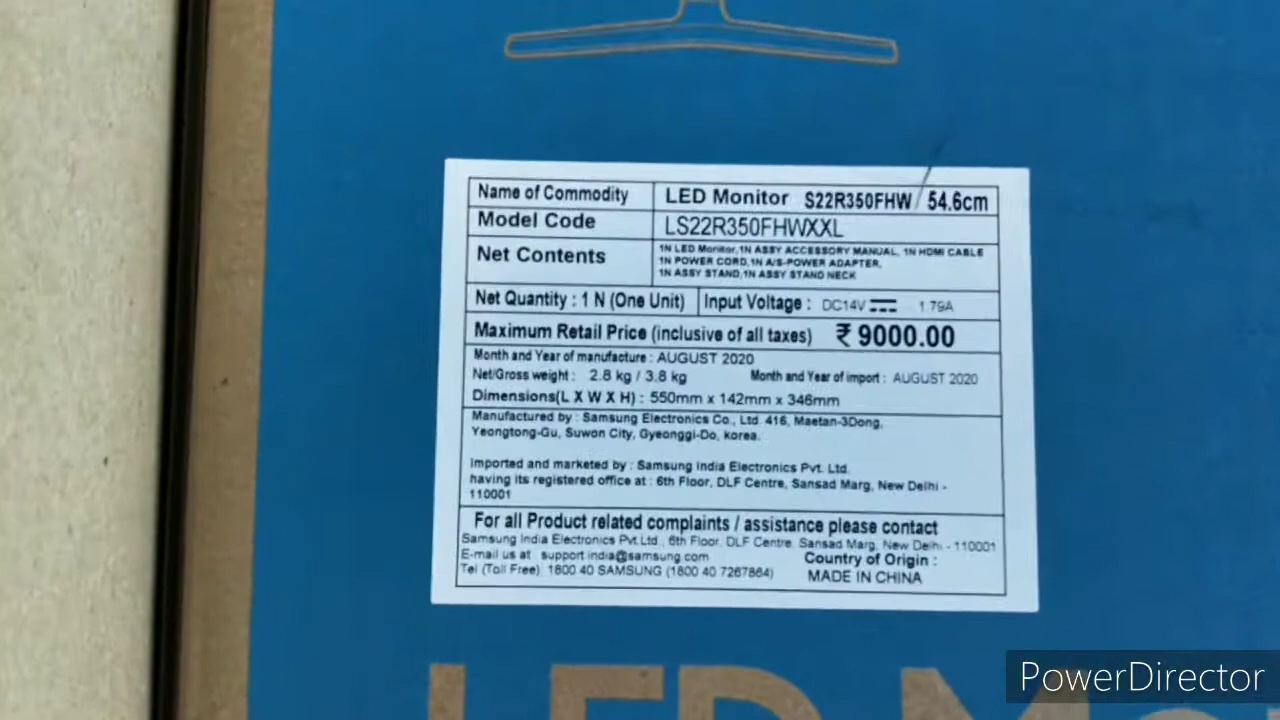 Name of Commodity LED Monitor S22R350FHW / 54.6cm
Model Code LS22R350FHWXXL
Net Contents 1N LED Monitor,1N ASSY ACCESSORY MANUAL, 1N HDMI CABLE
1N POWER CORD,1N A/S-POWER ADAPTER,
1N ASSY STAND,1N ASSY STAND NECK
Net Quantity : 1 N (One Unit) Input Voltage : DC14V 1.79A
Maximum Retail Price (inclusive of all taxes) ₹ 9000.00
Month and Year of manufacture : AUGUST 2020
Net/Gross weight : 2.8 kg / 3.8 kg Month and Year of import : AUGUST 2020
Dimensions(L X W X H) : 550mm x 142mm x 346mm
Manufactured by : Samsung Electronics Co., Ltd. 416, Maetan-3Dong,
Yeongtong-Gu, Suwon City, Gyeonggi-Do, korea.
Imported and marketed by : Samsung India Electronics Pvt. Ltd.
having its registered office at : 6th Floor, DLF Centre, Sansad Marg, New Delhi -
110001
For all Product related complaints / assistance please contact
Samsung India Electronics Pvt.Ltd., 6th Floor, DLF Centre, Sansad Marg, New Delhi - 110001
E-mail us at support.india@samsung.com
Country of Origin :
Tel (Toll Free) 1800 40 SAMSUNG (1800 40 7267864)
MADE IN CHINA
LED
PowerDirector